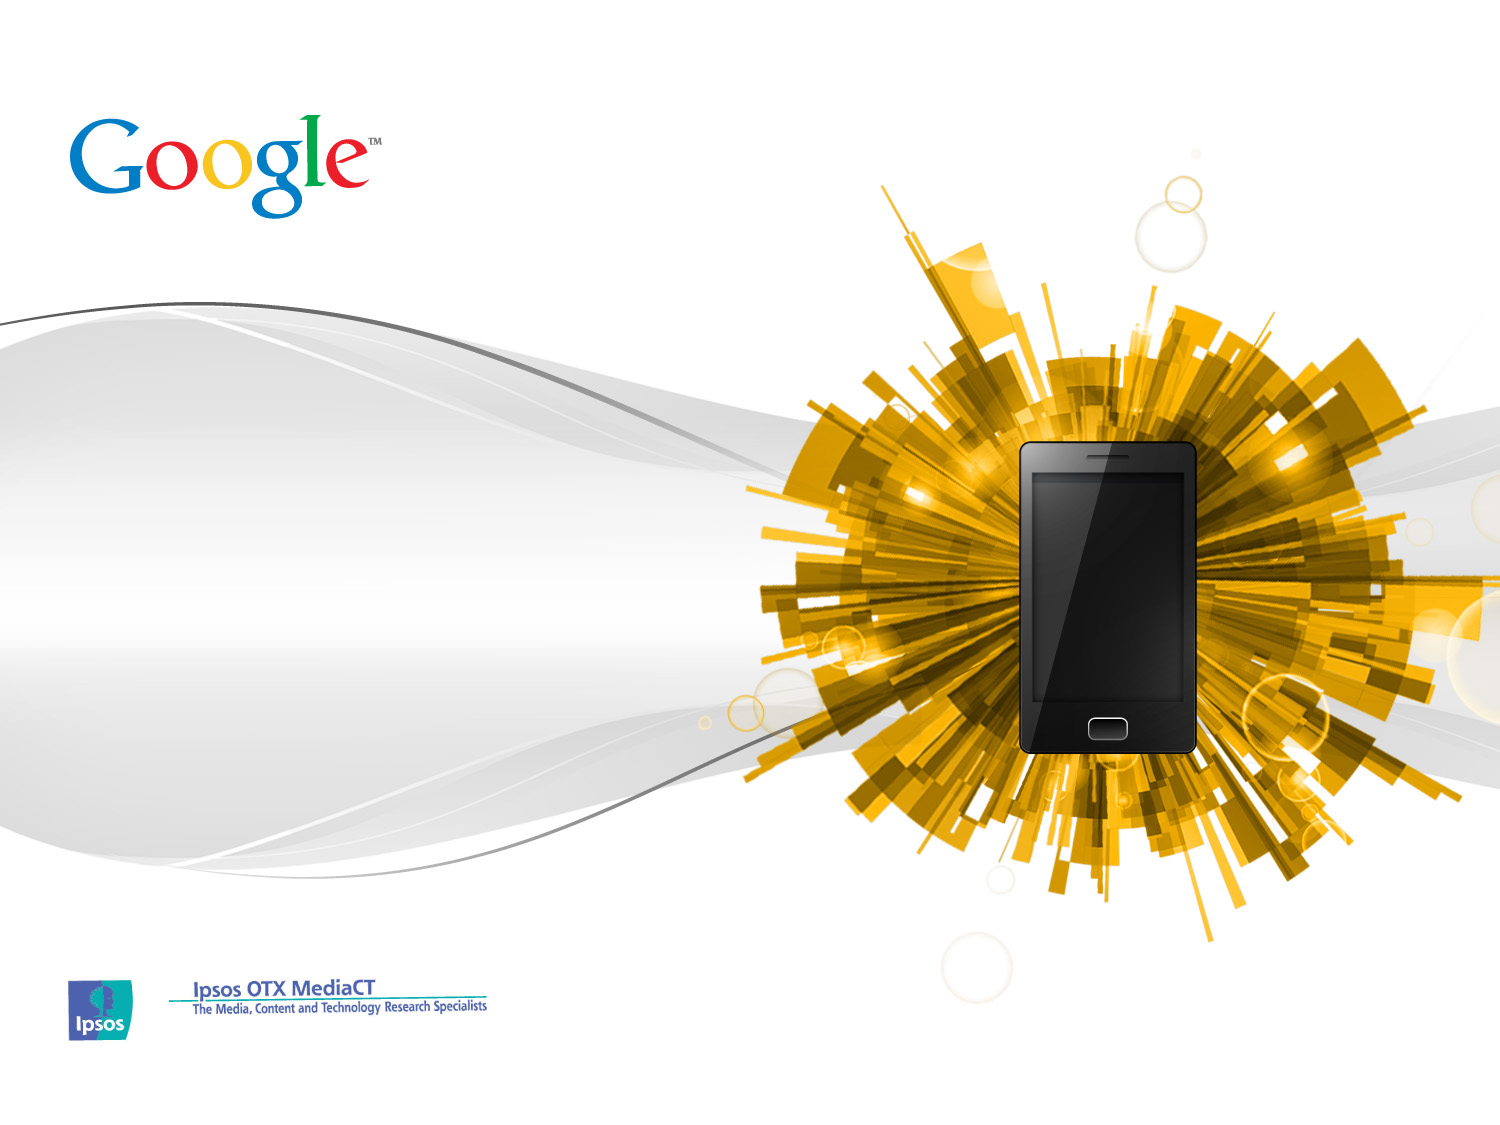 Google™
Ipsos
Ipsos OTX MediaCT
The Media, Content and Technology Research Specialists